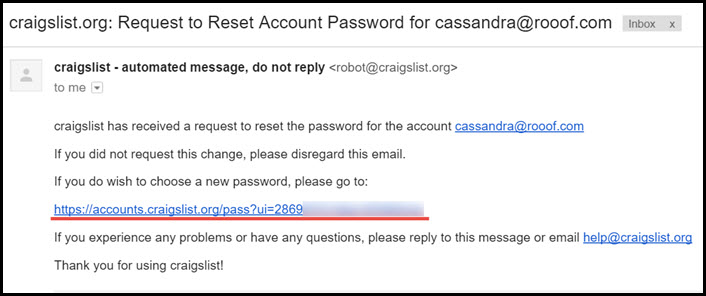 craigslist.org: Request to Reset Account Password for cassandra@rooof.com Inbox x
craigslist - automated message, do not reply <robot@craigslist.org>
to me
craigslist has received a request to reset the password for the account cassandra@rooof.com
If you did not request this change, please disregard this email.
If you do wish to choose a new password, please go to:
https://accounts.craigslist.org/pass?ui=2869
If you experience any problems or have any questions, please reply to this message or email help@craigslist.org
Thank you for using craigslist!